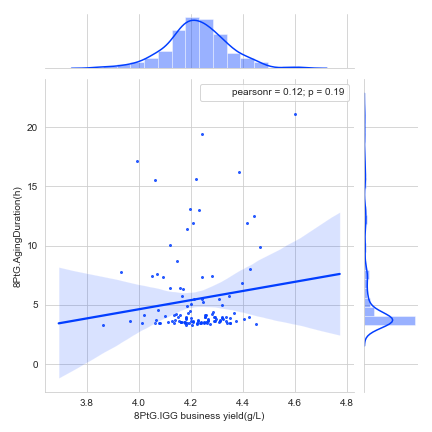 pearsonr = 0.12; p = 0.19
8PtG.AgingDuration(h)
20
15
10
5
0
3.8 4.0 4.2 4.4 4.6 4.8
8PtG.IGG business yield(g/L)